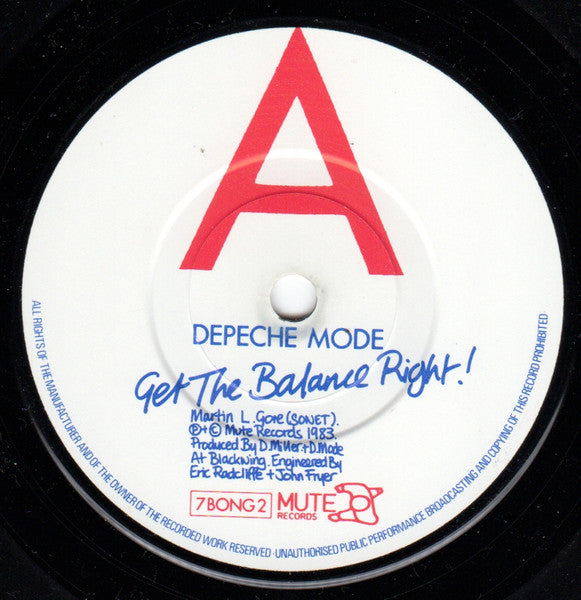 A
DEPECHE MODE
Get The Balance Right!
Martin L. Gore (SONET).
℗+© Mute Records 1983.
Produced By D.Miller+D.Mode
At Blackwing. Engineered By
Eric Radcliffe + John Fryer
7BONG2
MUTE
RECORDS
ALL RIGHTS OF THE MANUFACTURER AND OF THE OWNER OF THE RECORDED WORK RESERVED · UNAUTHORISED PUBLIC PERFORMANCE BROADCASTING AND COPYING OF THIS RECORD PROHIBITED